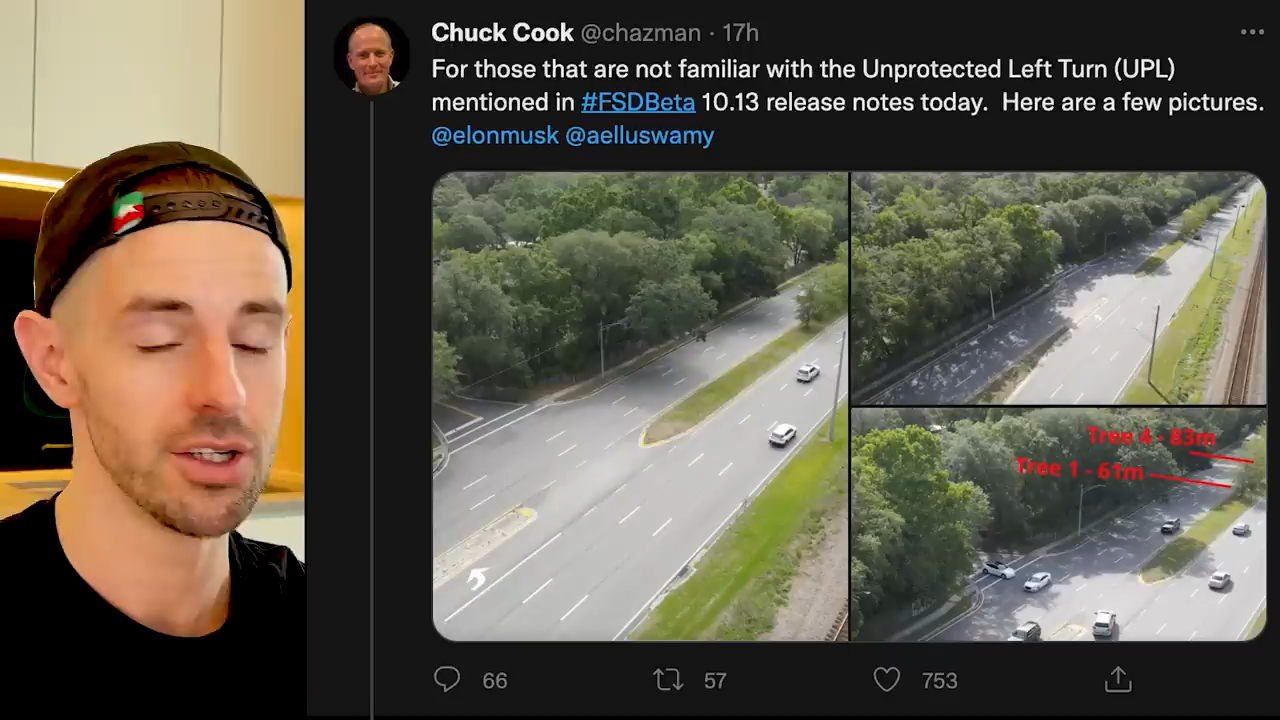 Chuck Cook @chazman · 17h
For those that are not familiar with the Unprotected Left Turn (UPL)
mentioned in #FSDBeta 10.13 release notes today.  Here are a few pictures.
@elonmusk @aelluswamy
Tree 4 - 83m
Tree 1 - 61m
66
57
753